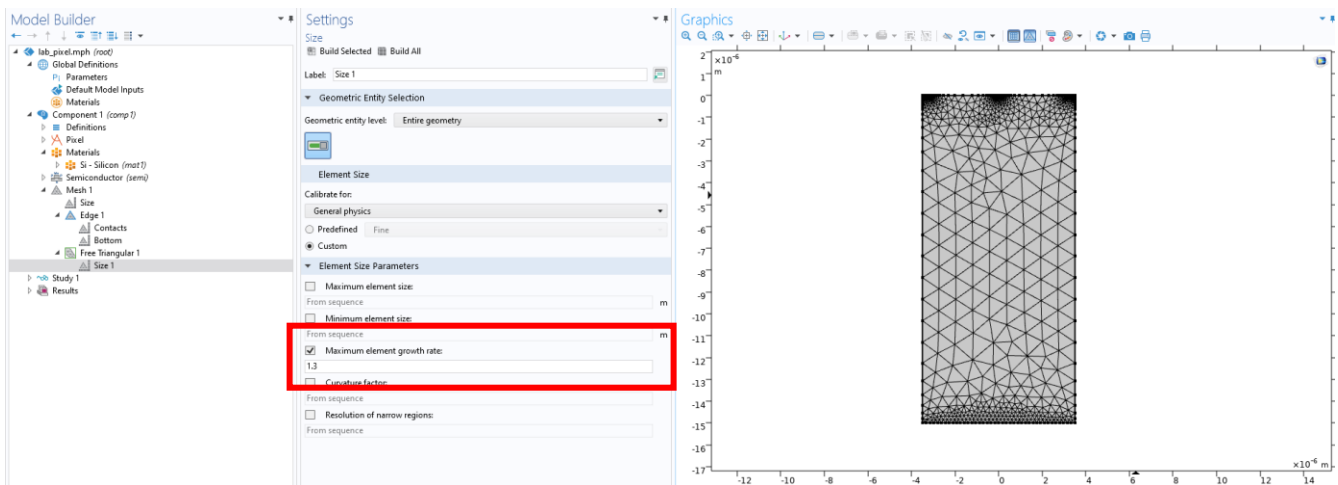 Model Builder
lab_pixel.mph (root)
Global Definitions
Pi Parameters
Default Model Inputs
Materials
Component 1 (comp1)
Definitions
Pixel
Materials
Si - Silicon (mat1)
Semiconductor (semi)
Mesh 1
Size
Edge 1
Contacts
Bottom
Free Triangular 1
Size 1
Study 1
Results
Settings
Size
Build Selected Build All
Label: Size 1
Geometric Entity Selection
Geometric entity level: Entire geometry
Element Size
Calibrate for:
General physics
Predefined Fine
Custom
Element Size Parameters
Maximum element size:
From sequence m
Minimum element size:
From sequence m
Maximum element growth rate:
1.3
Curvature factor:
From sequence
Resolution of narrow regions:
From sequence
Graphics
×10⁻⁶
m
2
1
0
-1
-2
-3
-4
-5
-6
-7
-8
-9
-10
-11
-12
-13
-14
-15
-16
-17
×10⁻⁶ m
-12 -10 -8 -6 -4 -2 0 2 4 6 8 10 12 14